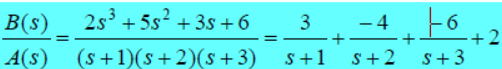 B(s)/A(s) = (2s³ + 5s² + 3s + 6)/((s + 1)(s + 2)(s + 3)) = 3/(s + 1) + (− 4)/(s + 2) + (− 6)/(s + 3) + 2